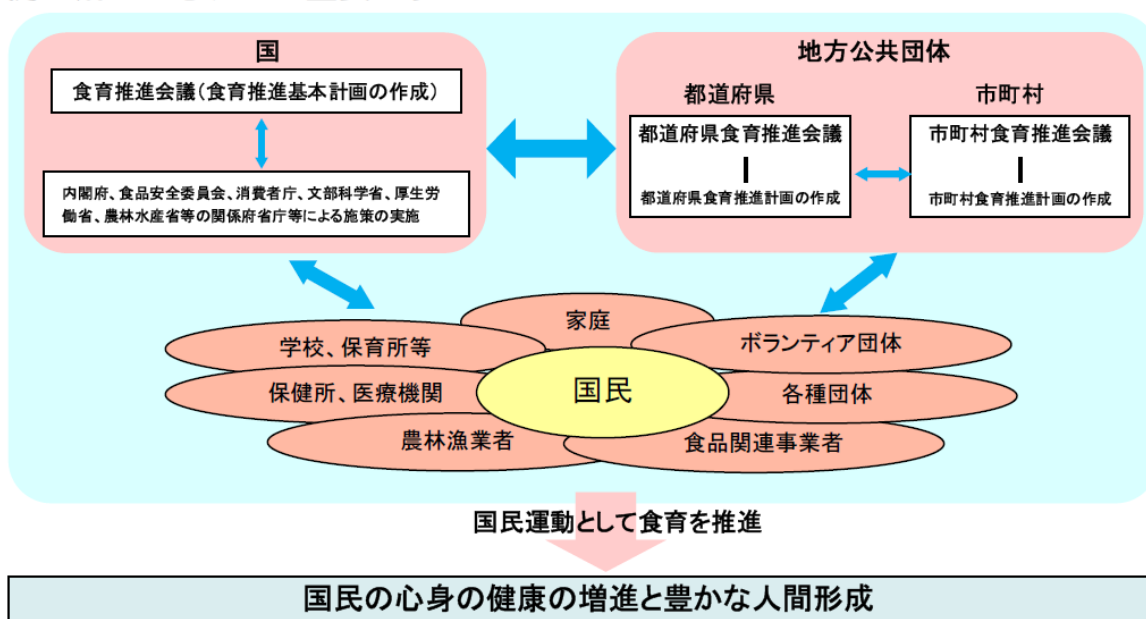 国
食育推進会議(食育推進基本計画の作成)
内閣府、食品安全委員会、消費者庁、文部科学省、厚生労
働省、農林水産省等の関係府省庁等による施策の実施
地方公共団体
都道府県
都道府県食育推進会議
都道府県食育推進計画の作成
市町村
市町村食育推進会議
市町村食育推進計画の作成
家庭
学校、保育所等
ボランティア団体
保健所、医療機関
国民
各種団体
農林漁業者
食品関連事業者
国民運動として食育を推進
国民の心身の健康の増進と豊かな人間形成